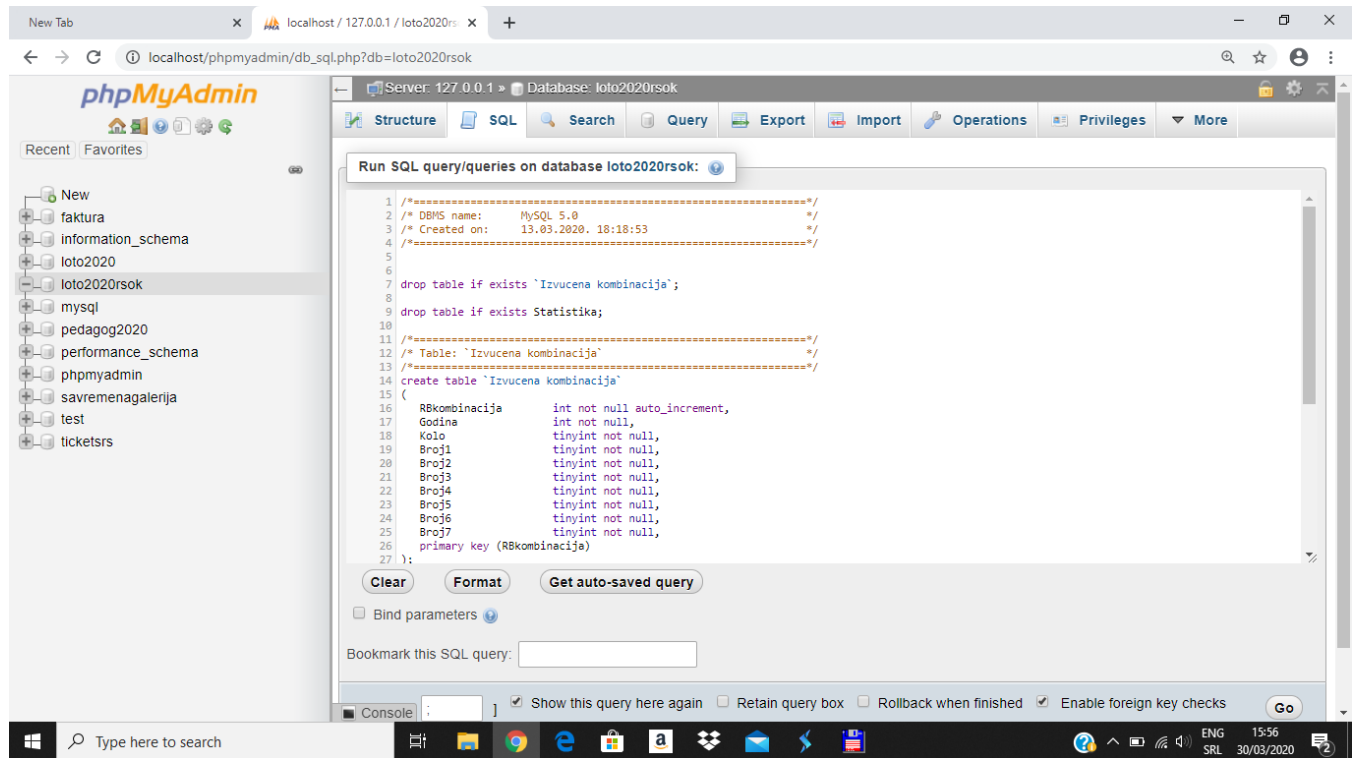 New Tab
localhost / 127.0.0.1 / loto2020rs
localhost/phpmyadmin/db_sql.php?db=loto2020rsok
phpMyAdmin
Recent Favorites
New
faktura
information_schema
loto2020
loto2020rsok
mysql
pedagog2020
performance_schema
phpmyadmin
savremenagalerija
test
ticketsrs
Server: 127.0.0.1 » Database: loto2020rsok
Structure SQL Search Query Export Import Operations Privileges More
Run SQL query/queries on database loto2020rsok:
1 /*==============================================================*/
2 /* DBMS name:      MySQL 5.0                                    */
3 /* Created on:     13.03.2020. 18:18:53                         */
4 /*==============================================================*/
5
6
7 drop table if exists `Izvucena kombinacija`;
8
9 drop table if exists Statistika;
10
11 /*==============================================================*/
12 /* Table: `Izvucena kombinacija`                                */
13 /*==============================================================*/
14 create table `Izvucena kombinacija`
15 (
16    RBkombinacija        int not null auto_increment,
17    Godina               int not null,
18    Kolo                 tinyint not null,
19    Broj1                tinyint not null,
20    Broj2                tinyint not null,
21    Broj3                tinyint not null,
22    Broj4                tinyint not null,
23    Broj5                tinyint not null,
24    Broj6                tinyint not null,
25    Broj7                tinyint not null,
26    primary key (RBkombinacija)
27 );
Clear Format Get auto-saved query
Bind parameters
Bookmark this SQL query:
Console ; ] Show this query here again Retain query box Rollback when finished Enable foreign key checks Go
Type here to search
ENG 15:56
SRL 30/03/2020 2